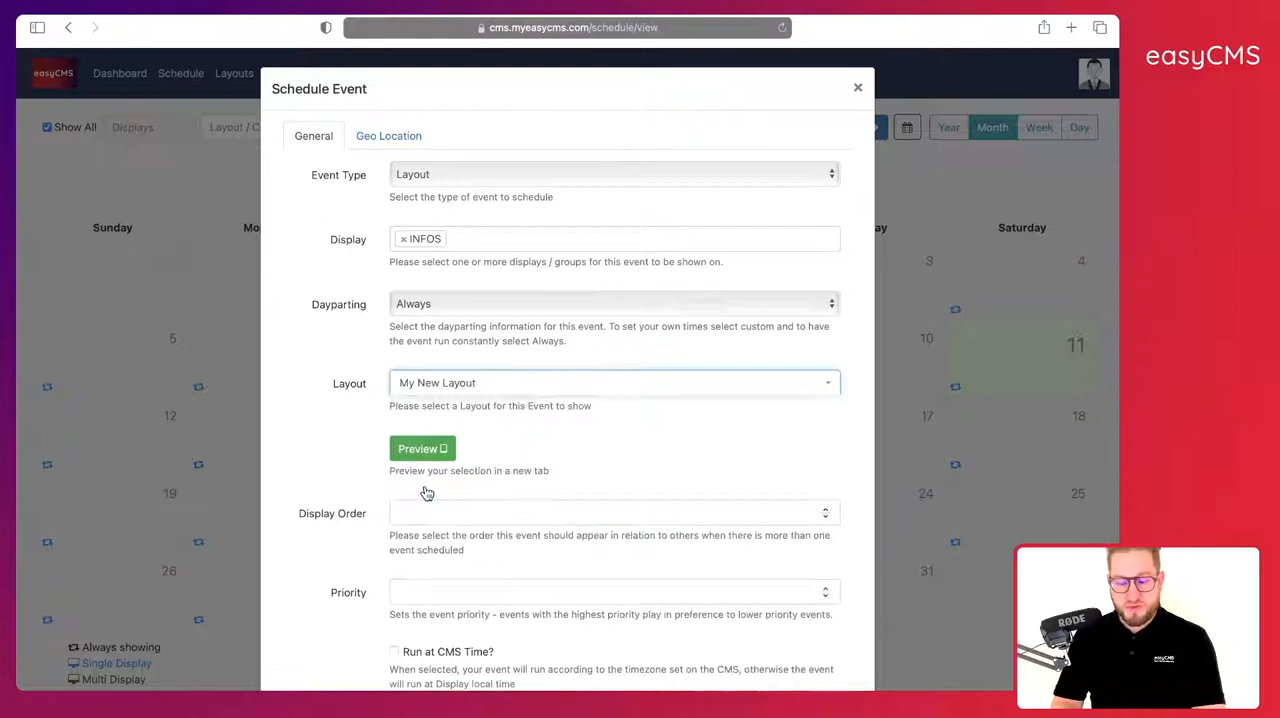 cms.myeasycms.com/schedule/view
easyCMS
easyCMS
Dashboard
Schedule
Layouts
Schedule Event
×
Show All
Displays
Layout / C
Year
Month
Week
Day
General
Geo Location
Event Type
Layout
Select the type of event to schedule
Display
× INFOS
Please select one or more displays / groups for this event to be shown on.
Dayparting
Always
Select the dayparting information for this event. To set your own times select custom and to have
the event run constantly select Always.
Layout
My New Layout
Please select a Layout for this Event to show
Preview
Preview your selection in a new tab
Display Order
Please select the order this event should appear in relation to others when there is more than one
event scheduled
Priority
Sets the event priority - events with the highest priority play in preference to lower priority events.
Run at CMS Time?
When selected, your event will run according to the timezone set on the CMS, otherwise the event
will run at Display local time
Sunday
Mo
ay
Saturday
3
4
5
10
11
12
17
18
19
24
25
26
31
Always showing
Single Display
Multi Display
RØDE
easyCMS